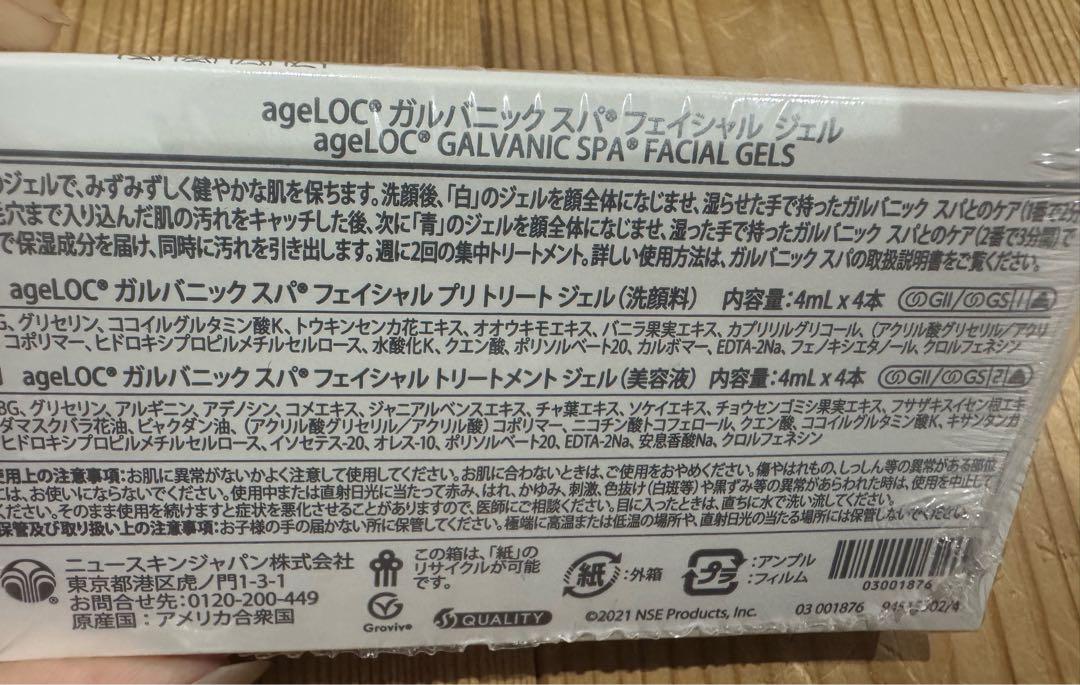 ageLOC® ガルバニック スパ® フェイシャル ジェル
ageLOC® GALVANIC SPA® FACIAL GELS
のジェルで、みずみずしく健やかな肌を保ちます。洗顔後、「白」のジェルを顔全体になじませ、湿らせた手で持ったガルバニック スパとのケア(1番で2分
毛穴まで入り込んだ肌の汚れをキャッチした後、次に「青」のジェルを顔全体になじませ、湿った手で持ったガルバニック スパとのケア(2番で3分間)で
で保湿成分を届け、同時に汚れを引き出します。週に2回の集中トリートメント。詳しい使用方法は、ガルバニック スパの取扱説明書をご覧ください。
ageLOC® ガルバニック スパ® フェイシャル プリ トリート ジェル(洗顔料) 内容量:4mL x 4本 GII/GS 1
G、グリセリン、ココイルグルタミン酸K、トウキンセンカ花エキス、オオウキモエキス、バニラ果実エキス、カプリリルグリコール、(アクリル酸グリセリル/アクリ
コポリマー、ヒドロキシプロピルメチルセルロース、水酸化K、クエン酸、ポリソルベート20、カルボマー、EDTA-2Na、フェノキシエタノール、クロルフェネシン
ageLOC® ガルバニック スパ® フェイシャル トリートメント ジェル(美容液) 内容量:4mL x 4本 GII/GS 2
BG、グリセリン、アルギニン、アデノシン、コメエキス、ジャニアルベンスエキス、チャ葉エキス、ソケイエキス、チョウセンゴミシ果実エキス、フサザキスイセン根エキ
ダマスクバラ花油、ビャクダン油、(アクリル酸グリセリル/アクリル酸)コポリマー、ニコチン酸トコフェロール、クエン酸、ココイルグルタミン酸K、キサンタンガ
ヒドロキシプロピルメチルセルロース、イソセテス-20、オレス-10、ポリソルベート20、EDTA-2Na、安息香酸Na、クロルフェネシン
使用上の注意事項:お肌に異常がないかよく注意して使用してください。お肌に合わないときは、ご使用をおやめください。傷やはれもの、しっしん等の異常がある部位
には、お使いにならないでください。使用中または直射日光に当たって赤み、はれ、かゆみ、刺激、色抜け(白斑等)や黒ずみ等の異常があらわれた時は、使用を中止して
ください。そのまま使用を続けますと症状を悪化させることがありますので、医師にご相談ください。目に入ったときは、直ちに水で洗い流してください。
保管及び取り扱い上の注意事項:お子様の手の届かない所に保管してください。極端に高温または低温の場所や、直射日光の当たる場所には保管しないでください。
ニュースキンジャパン株式会社
東京都港区虎ノ門1-3-1
お問合せ先:0120-200-449
原産国:アメリカ合衆国
Groviv®
この箱は、「紙」の
リサイクルが可能
です。
QUALITY
紙 :外箱
プラ :アンプル
:フィルム
©2021 NSE Products, Inc.
03001876
03 001876